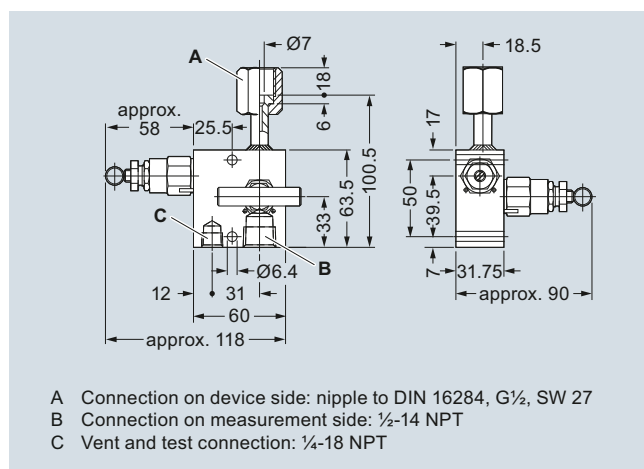 Ø7
A
18
18.5
approx.
58
25.5
6
17
100.5
63.5
50
39.5
33
C
B
Ø6.4
7
31.75
12
31
approx. 90
60
approx. 118
A Connection on device side: nipple to DIN 16284, G½, SW 27
B Connection on measurement side: ½-14 NPT
C Vent and test connection: ¼-18 NPT